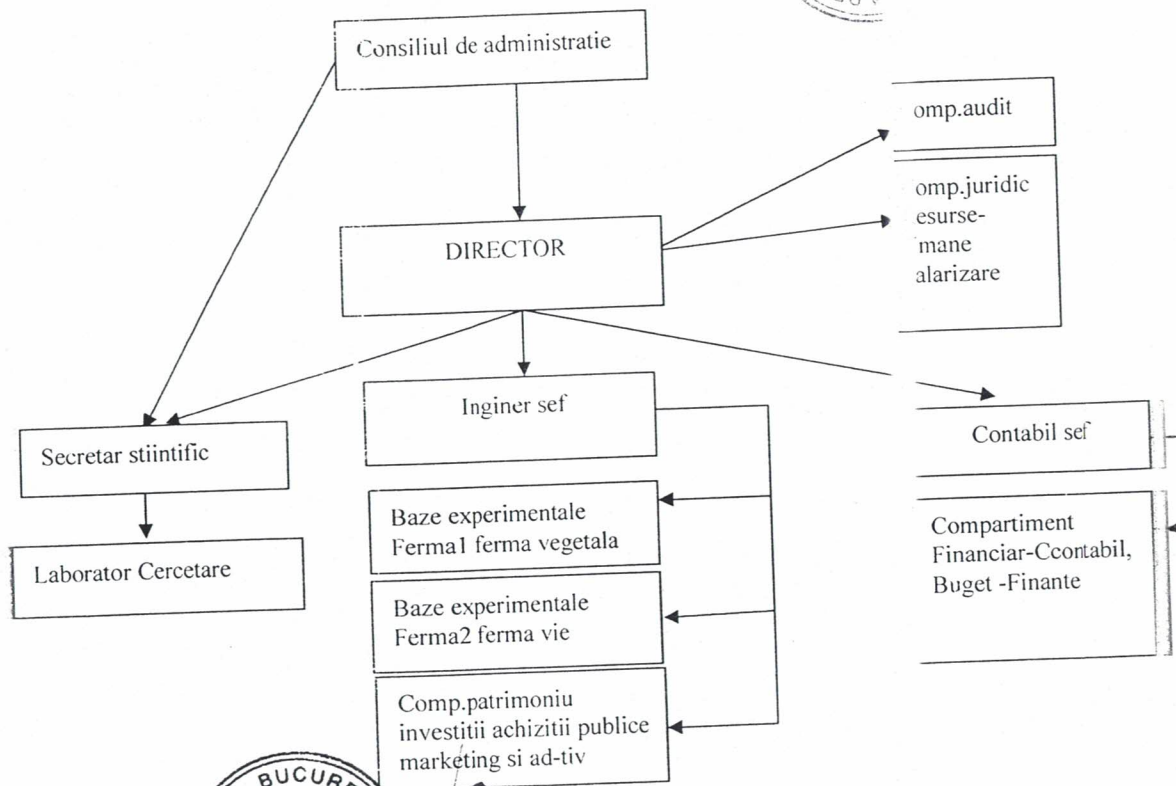 Consiliul de administratie
omp.audit
omp.juridic
esurse-
mane
alarizare
DIRECTOR
Inginer sef
Contabil sef
Secretar stiintific
Laborator Cercetare
Baze experimentale
Ferma1 ferma vegetala
Baze experimentale
Ferma2 ferma vie
Comp.patrimoniu
investitii achizitii publice
marketing si ad-tiv
Compartiment
Financiar-Ccontabil,
Buget -Finante
BUCURE